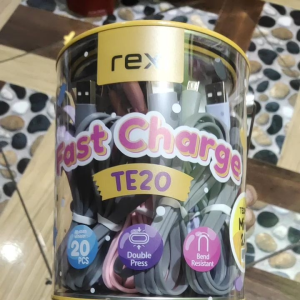 rex
Fast Charge
TE20
20
PCS
Double
Press
Bend
Resistant